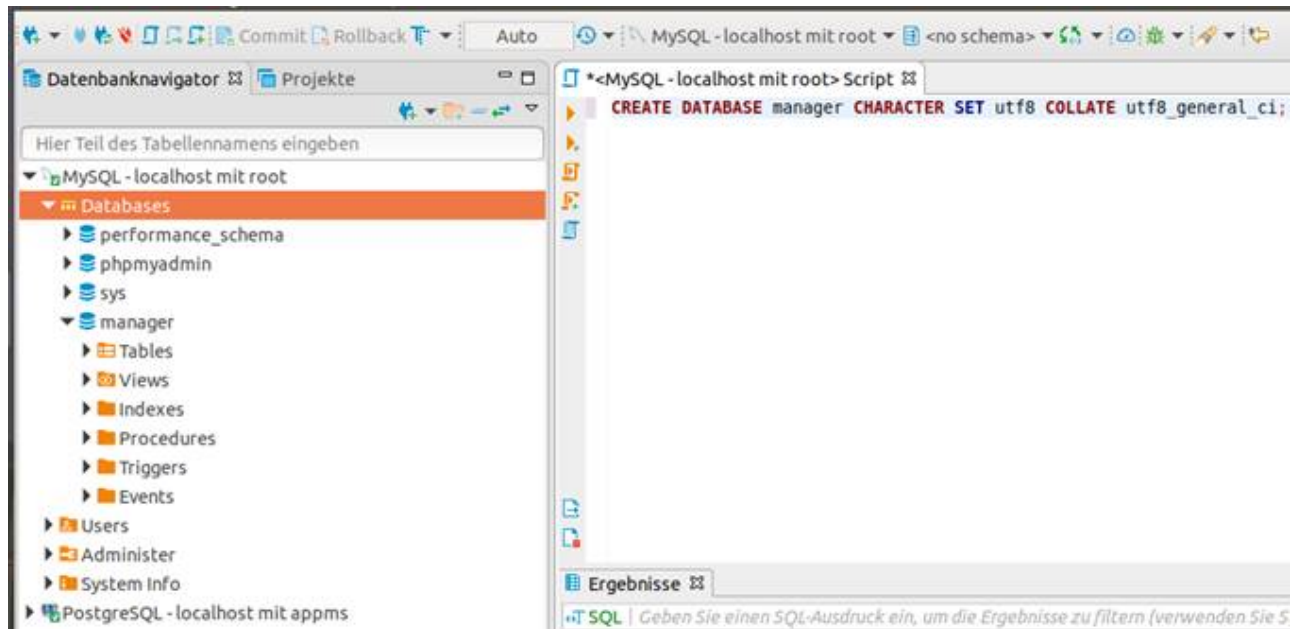 Commit Rollback Auto MySQL - localhost mit root <no schema>
Datenbanknavigator Projekte
*<MySQL - localhost mit root> Script
CREATE DATABASE manager CHARACTER SET utf8 COLLATE utf8_general_ci;
Hier Teil des Tabellennamens eingeben
MySQL - localhost mit root
Databases
performance_schema
phpmyadmin
sys
manager
Tables
Views
Indexes
Procedures
Triggers
Events
Users
Administer
System Info
PostgreSQL - localhost mit appms
Ergebnisse
SQL Geben Sie einen SQL-Ausdruck ein, um die Ergebnisse zu filtern (verwenden Sie S